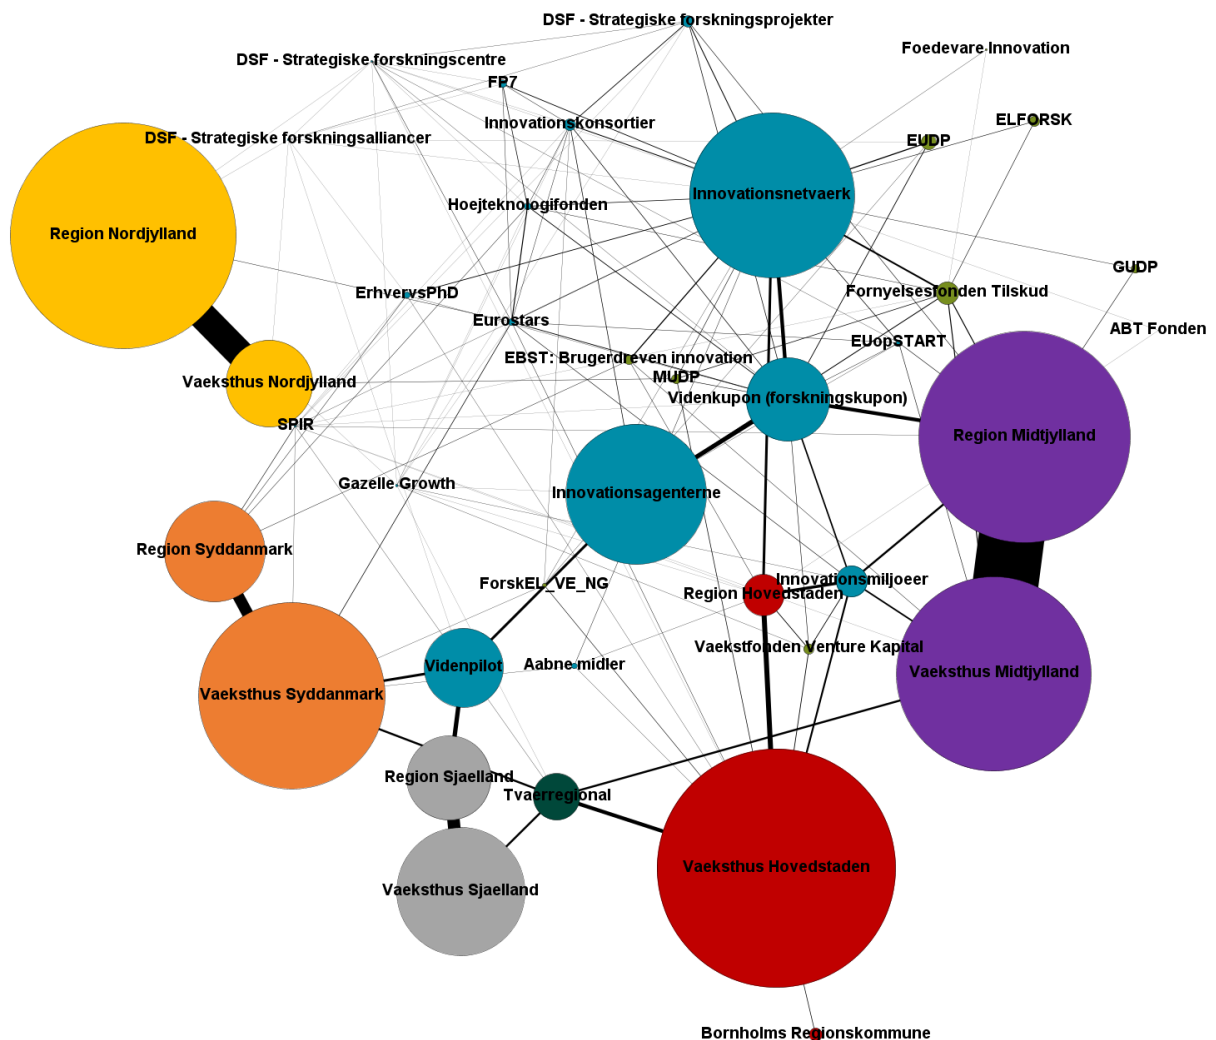 DSF - Strategiske forskningsprojekter
Foedevare Innovation
DSF - Strategiske forskningscentre
FP7
ELFORSK
Innovationskonsortier
DSF - Strategiske forskningsalliancer
EUDP
Innovationsnetvaerk
Hoejteknologifonden
Region Nordjylland
GUDP
Fornyelsesfonden Tilskud
ErhvervsPhD
Eurostars
ABT Fonden
EUopSTART
EBST: Brugerdreven innovation
MUDP
Vaeksthus Nordjylland
Videnkupon (forskningskupon)
SPIR
Region Midtjylland
Gazelle Growth
Innovationsagenterne
Region Syddanmark
Innovationsmiljoeer
ForskEL_VE_NG
Region Hovedstaden
Vaekstfonden Venture Kapital
Videnpilot
Aabne midler
Vaeksthus Midtjylland
Vaeksthus Syddanmark
Region Sjaelland
Tvaerregional
Vaeksthus Hovedstaden
Vaeksthus Sjaelland
Bornholms Regionskommune